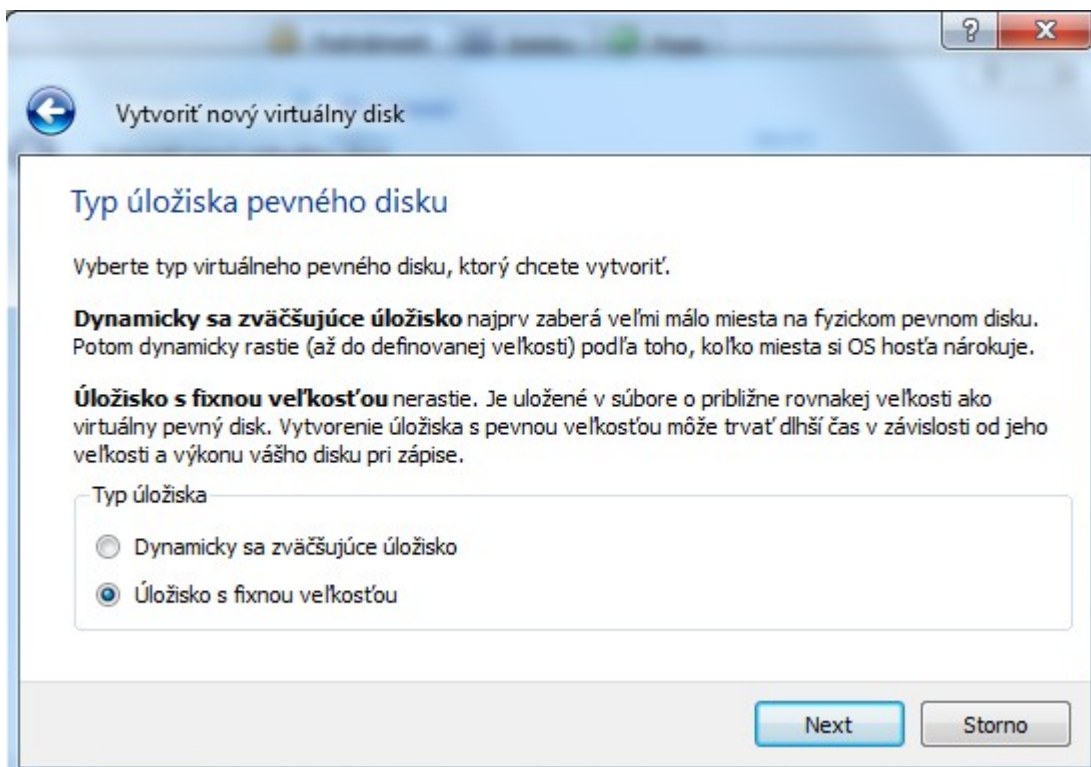 Vytvoriť nový virtuálny disk
Typ úložiska pevného disku
Vyberte typ virtuálneho pevného disku, ktorý chcete vytvoriť.
Dynamicky sa zväčšujúce úložisko najprv zaberá veľmi málo miesta na fyzickom pevnom disku.
Potom dynamicky rastie (až do definovanej veľkosti) podľa toho, koľko miesta si OS hosťa nárokuje.
Úložisko s fixnou veľkosťou nerastie. Je uložené v súbore o približne rovnakej veľkosti ako
virtuálny pevný disk. Vytvorenie úložiska s pevnou veľkosťou môže trvať dlhší čas v závislosti od jeho
veľkosti a výkonu vášho disku pri zápise.
Typ úložiska
Dynamicky sa zväčšujúce úložisko
Úložisko s fixnou veľkosťou
Next Storno